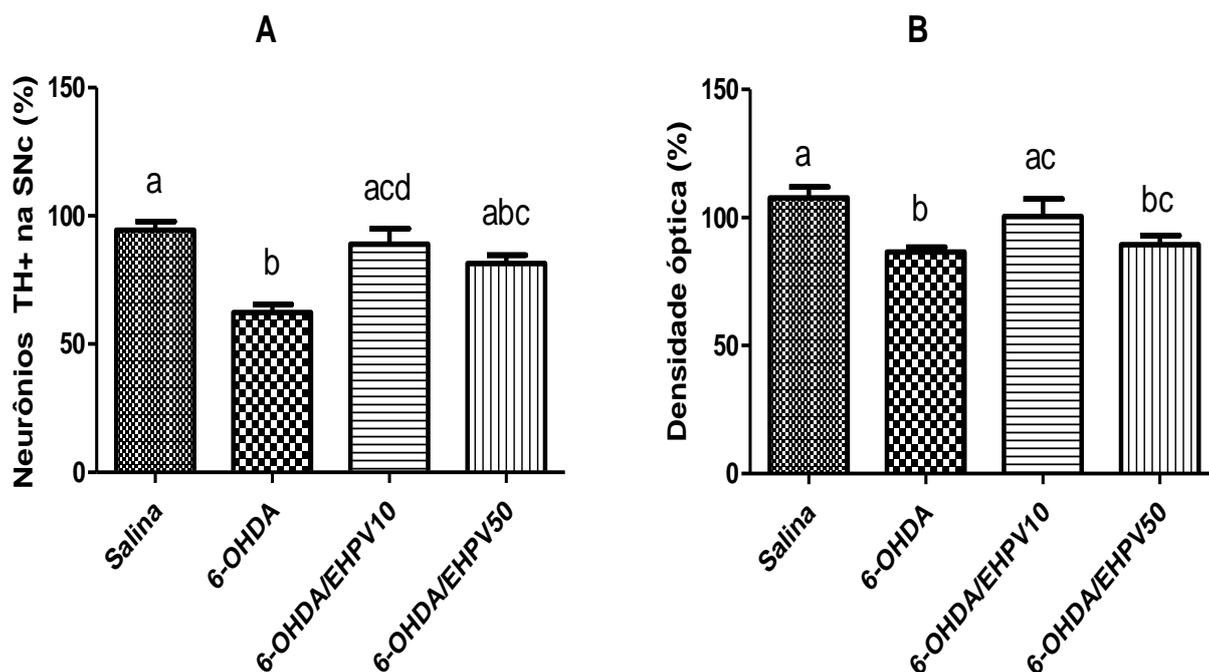 A
Neurônios TH+ na SNc (%)
150
100
50
0
a
b
acd
abc
Salina
6-OHDA
6-OHDA/EHPV10
6-OHDA/EHPV50
B
Densidade óptica (%)
150
100
50
0
a
b
ac
bc
Salina
6-OHDA
6-OHDA/EHPV10
6-OHDA/EHPV50